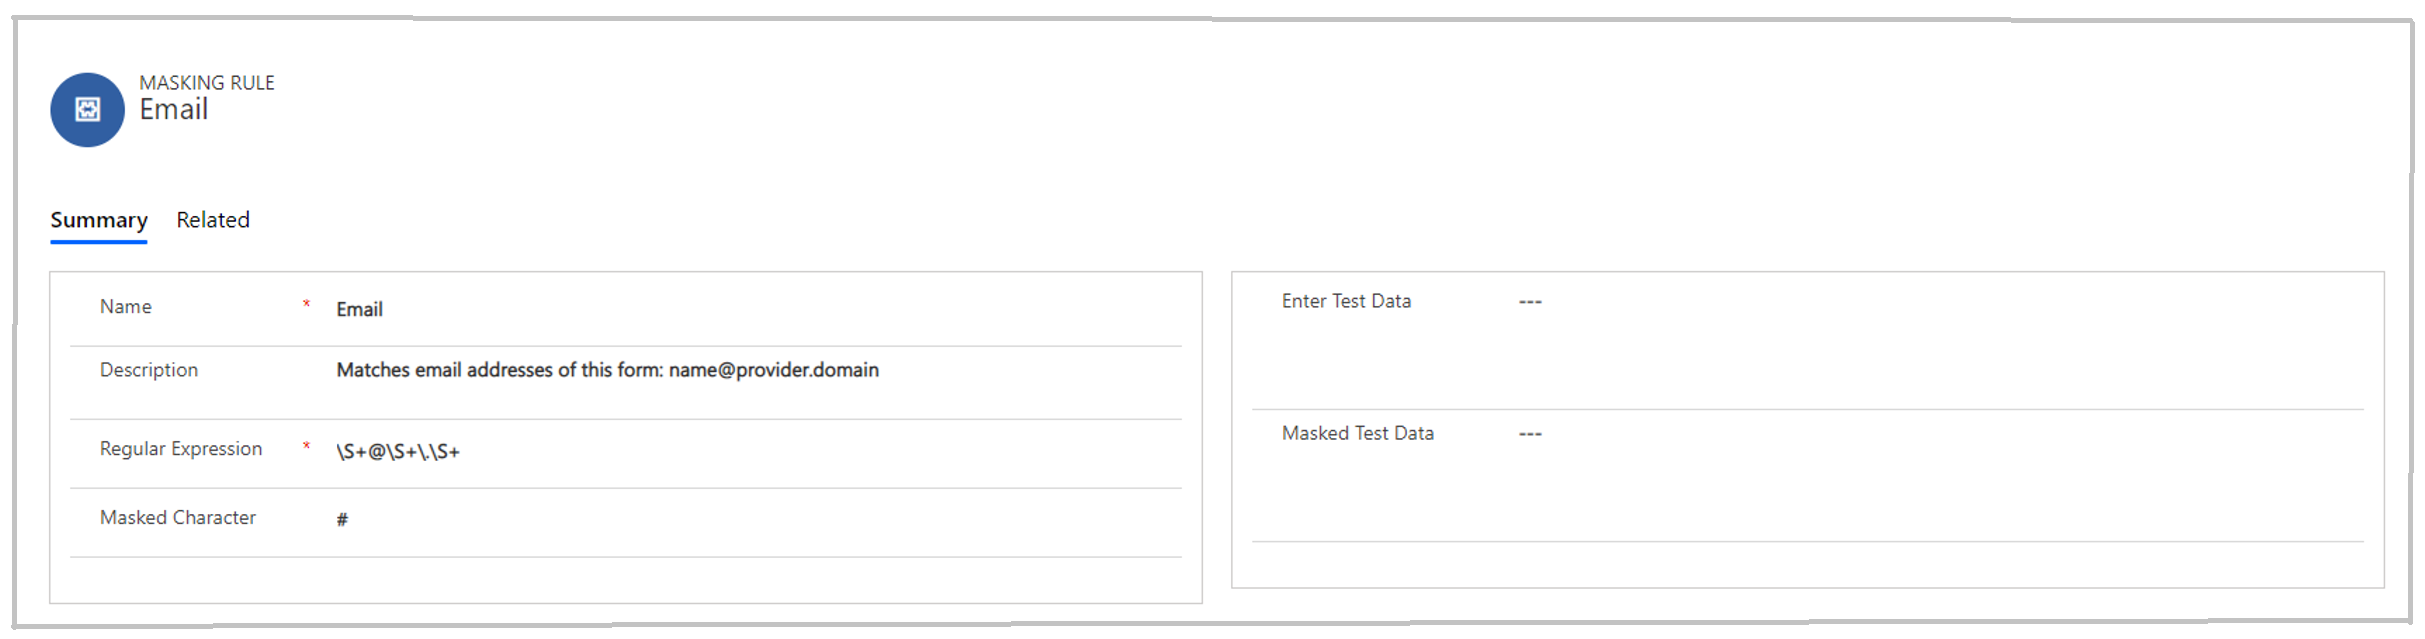 MASKING RULE
Email
Summary Related
Name * Email
Description Matches email addresses of this form: name@provider.domain
Regular Expression * \S+@\S+\.\S+
Masked Character #
Enter Test Data ---
Masked Test Data ---